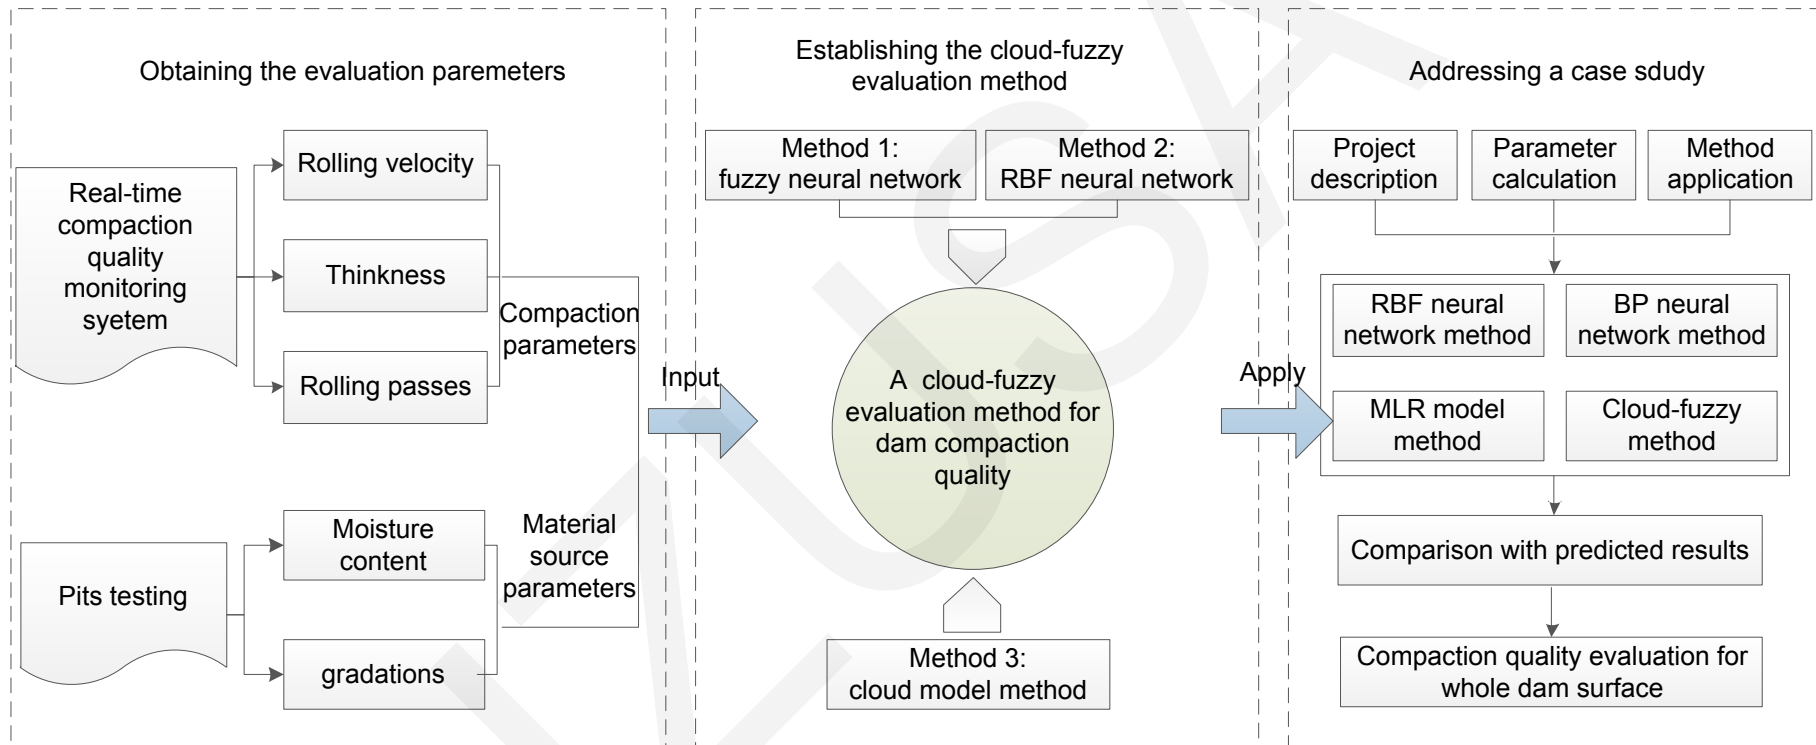 Obtaining the evaluation paremeters
Real-time
compaction
quality
monitoring
syetem
Rolling velocity
Thinkness
Rolling passes
Compaction
parameters
Pits testing
Moisture
content
gradations
Material
source
parameters
Input
Establishing the cloud-fuzzy
evaluation method
Method 1:
fuzzy neural network
Method 2:
RBF neural network
A cloud-fuzzy
evaluation method for
dam compaction
quality
Method 3:
cloud model method
Apply
Addressing a case sdudy
Project
description
Parameter
calculation
Method
application
RBF neural
network method
BP neural
network method
MLR model
method
Cloud-fuzzy
method
Comparison with predicted results
Compaction quality evaluation for
whole dam surface